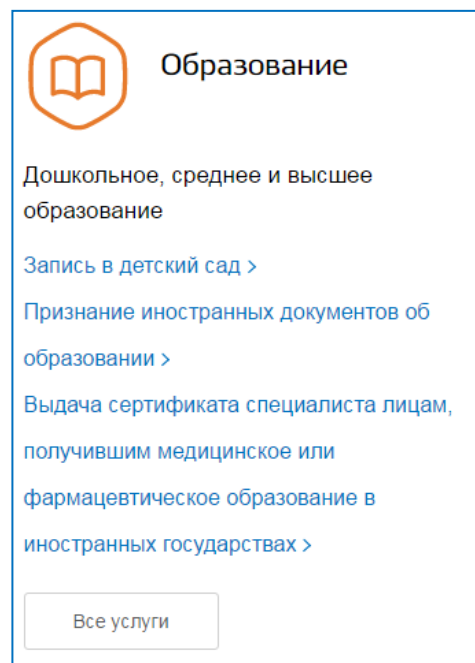 Образование
Дошкольное, среднее и высшее
образование
Запись в детский сад >
Признание иностранных документов об
образовании >
Выдача сертификата специалиста лицам,
получившим медицинское или
фармацевтическое образование в
иностранных государствах >
Все услуги